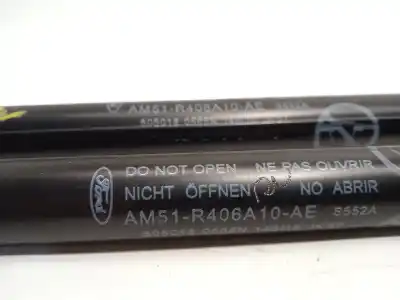 AM51-R406A10-AE 8552A
DO NOT OPEN NE PAS OUVRIR
Ford
NICHT ÖFFNEN NO ABRIR
AM51-R406A10-AE 8552A